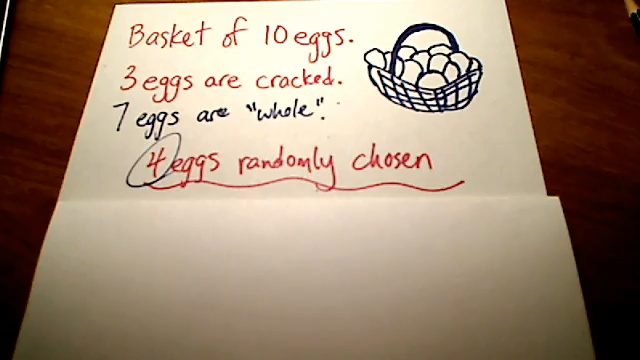 Basket of 10 eggs.
3 eggs are cracked.
7 eggs are "whole".
4 eggs randomly chosen